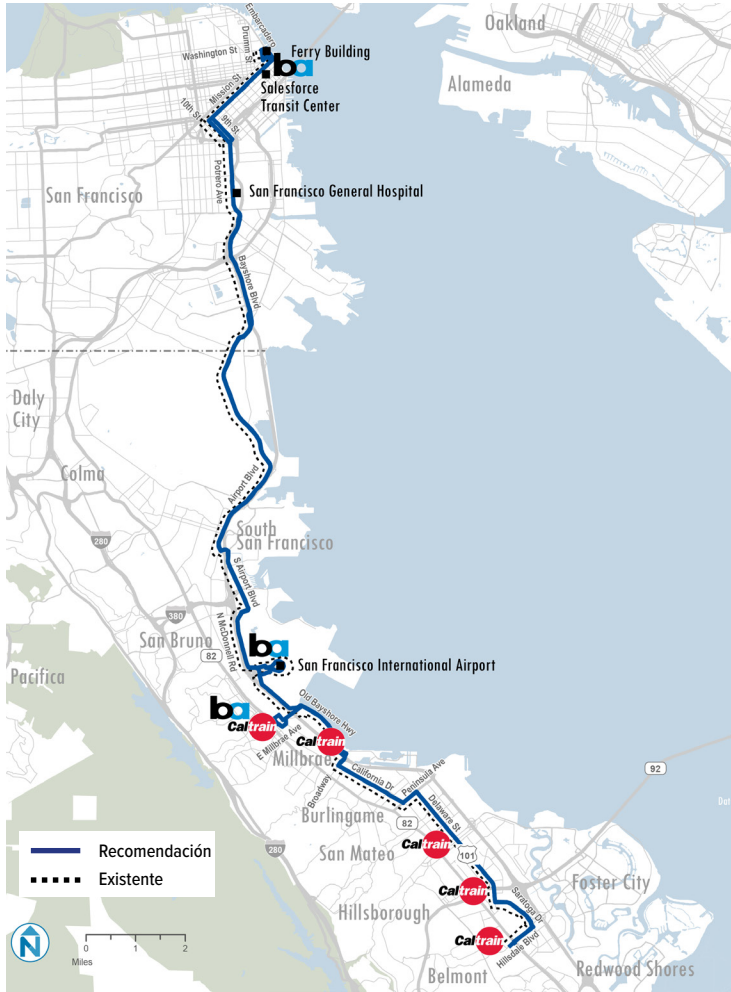 Embarcadero
Drumm St
Washington St
Ferry Building
ba
Salesforce
Transit Center
Mission St
10th St
9th St
Oakland
Alameda
Potrero Ave
San Francisco
San Francisco General Hospital
Bayshore Blvd
Daly
City
Colma
Airport Blvd
South
San Francisco
280
S Airport Blvd
380
San Bruno
82
N McDonnell Rd
ba
San Francisco International Airport
Pacifica
ba
Caltrain
Old Bayshore Hwy
E Millbrae Ave
Caltrain
Millbrae
Broadway
California Dr
Peninsula Ave
92
Burlingame
82
Delaware St
San Mateo
Caltrain
101
280
Caltrain
Hillsborough
Saratoga Dr
Foster City
Caltrain
Hillsdale Blvd
Belmont
Redwood Shores
Recomendación
Existente
N
0 1 2
Miles